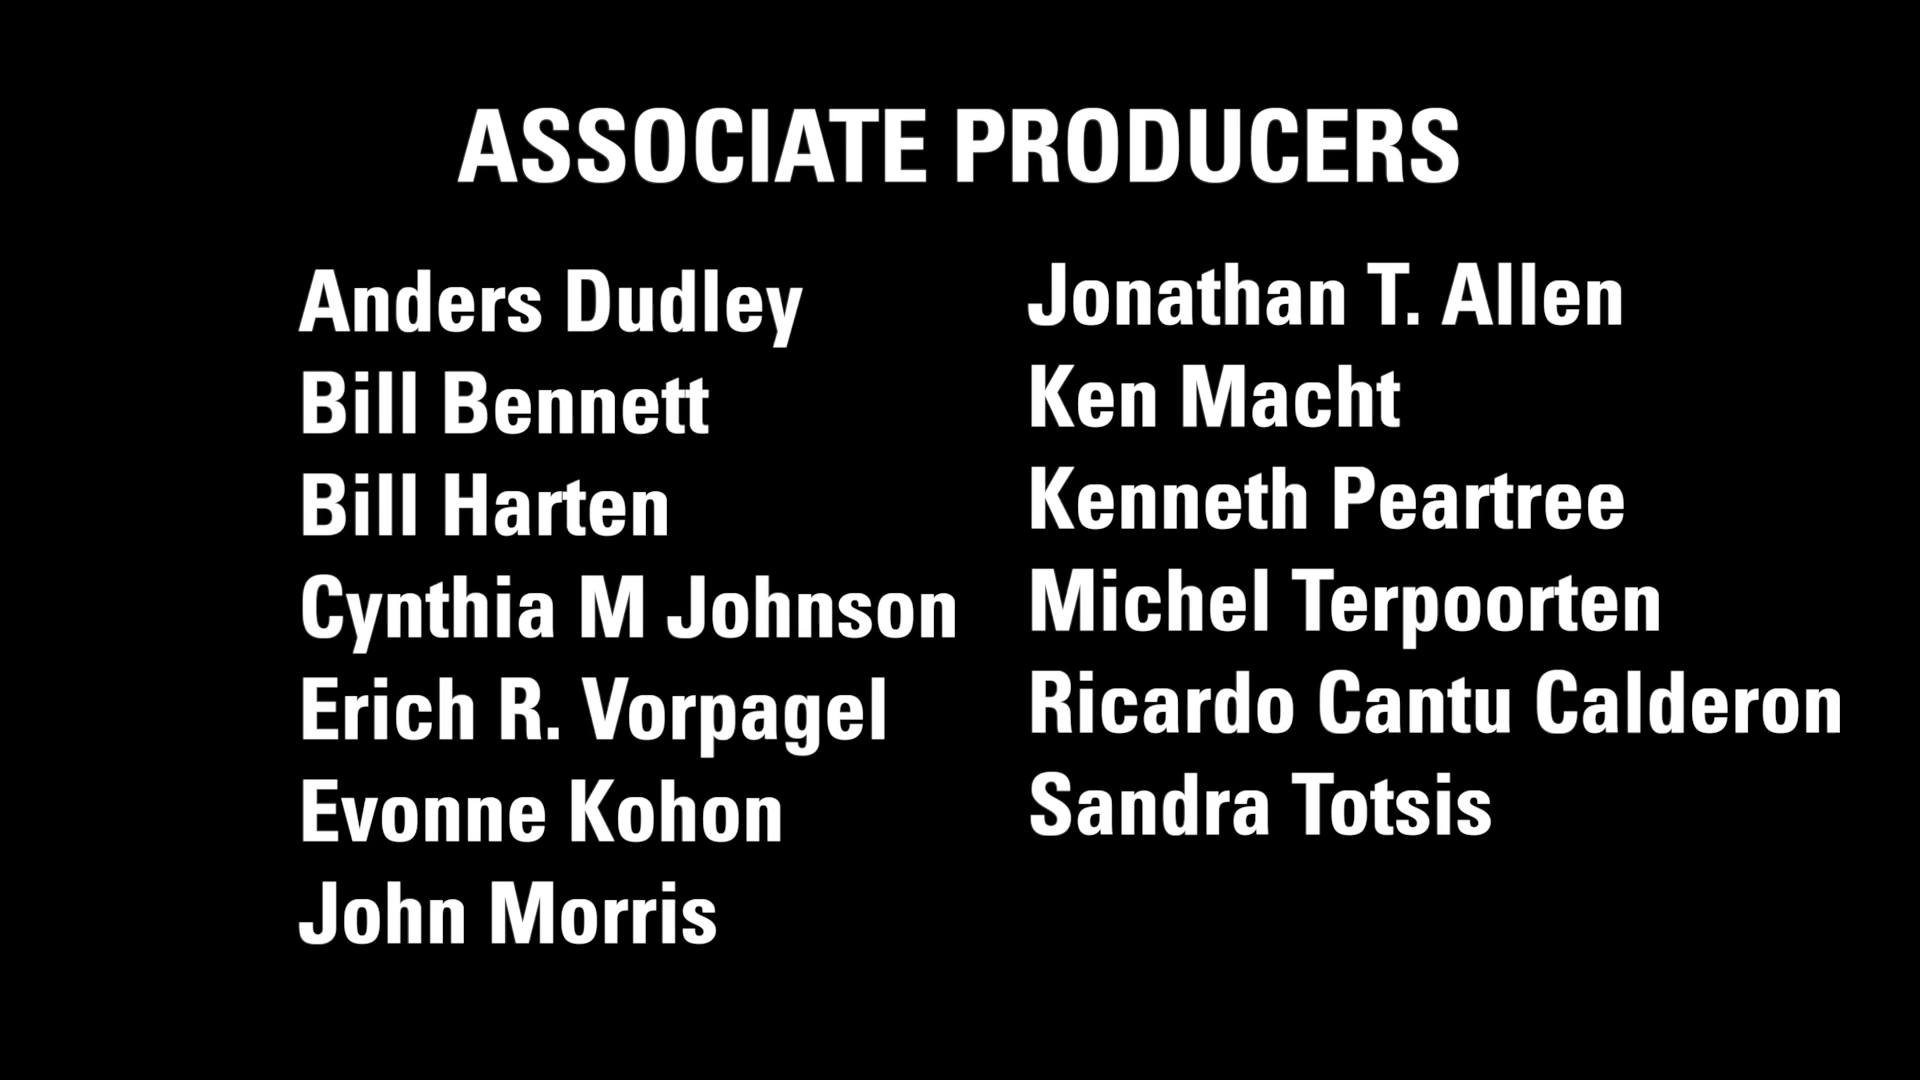 ASSOCIATE PRODUCERS
Anders Dudley
Bill Bennett
Bill Harten
Cynthia M Johnson
Erich R. Vorpagel
Evonne Kohon
John Morris
Jonathan T. Allen
Ken Macht
Kenneth Peartree
Michel Terpoorten
Ricardo Cantu Calderon
Sandra Totsis